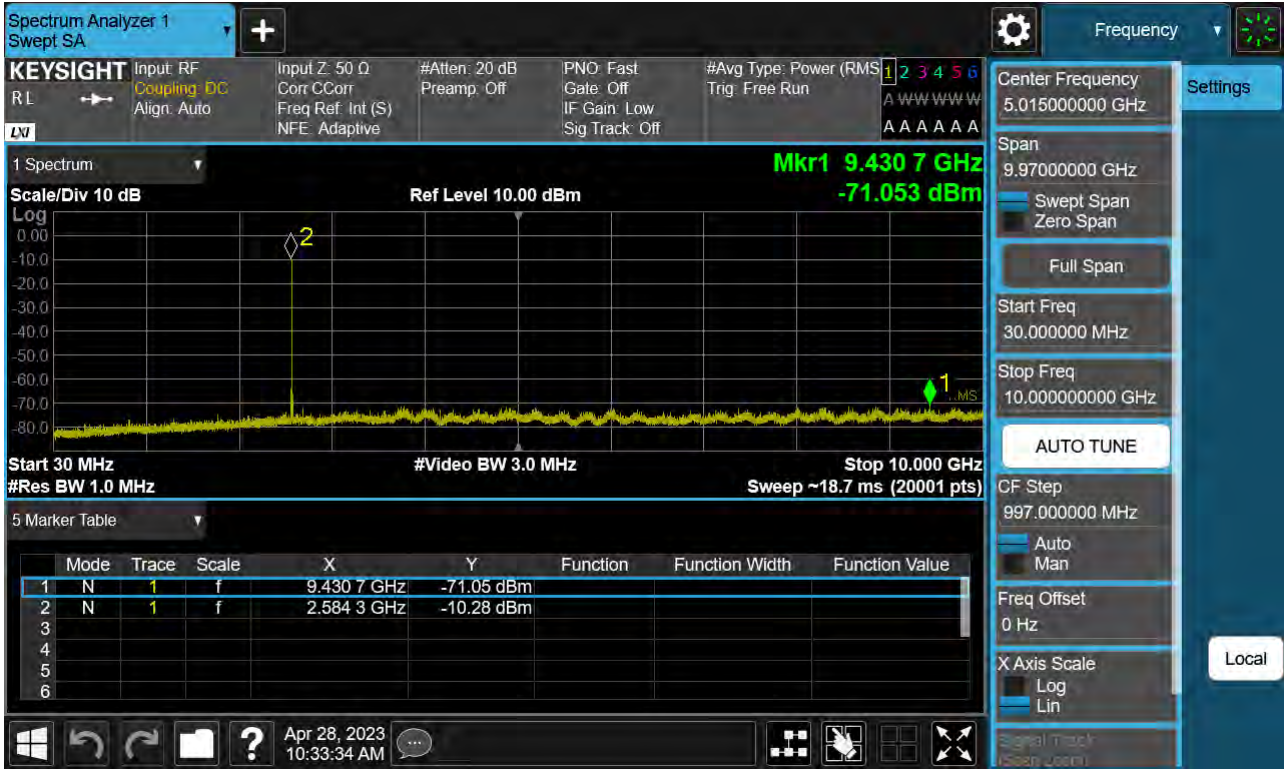 Spectrum Analyzer 1
Swept SA
Frequency
KEYSIGHT
Input: RF
Coupling: DC
Align: Auto
Input Z: 50 Ω
Corr CCorr
Freq Ref: Int (S)
NFE: Adaptive
#Atten: 20 dB
Preamp: Off
PNO: Fast
Gate: Off
IF Gain: Low
Sig Track: Off
#Avg Type: Power (RMS
Trig: Free Run
1 2 3 4 5 6
A W W W W W
A A A A A A
R L
LXI
Center Frequency
5.015000000 GHz
Settings
Span
9.97000000 GHz
Swept Span
Zero Span
Full Span
Start Freq
30.000000 MHz
Stop Freq
10.000000000 GHz
AUTO TUNE
CF Step
997.000000 MHz
Auto
Man
Freq Offset
0 Hz
X Axis Scale
Log
Lin
Local
1 Spectrum
Mkr1 9.430 7 GHz
-71.053 dBm
Scale/Div 10 dB
Ref Level 10.00 dBm
Log
0.00
-10.0
-20.0
-30.0
-40.0
-50.0
-60.0
-70.0
-80.0
2
1
Start 30 MHz
#Video BW 3.0 MHz
Stop 10.000 GHz
#Res BW 1.0 MHz
Sweep ~18.7 ms (20001 pts)
5 Marker Table
Mode Trace Scale X Y Function Function Width Function Value
1 N 1 f 9.430 7 GHz -71.05 dBm
2 N 1 f 2.584 3 GHz -10.28 dBm
3
4
5
6
?
Apr 28, 2023
10:33:34 AM